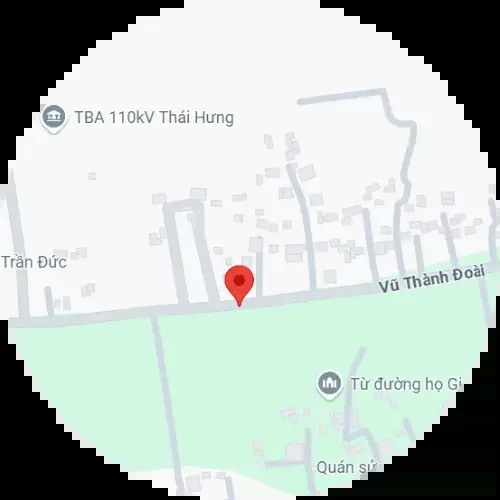 TBA 110kV Thái Hưng
Trần Đức
Vũ Thành Đoài
Từ đường họ Gi
Quán sử